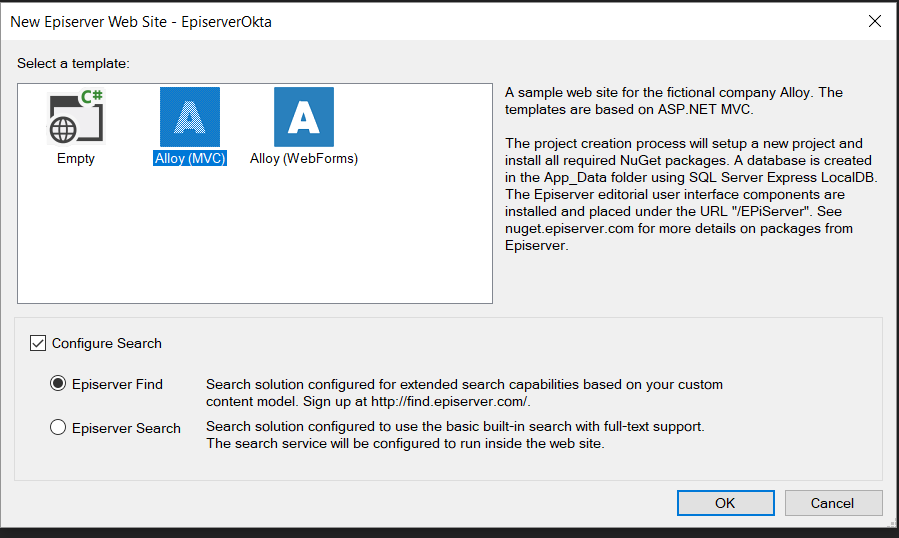 New Episerver Web Site - EpiserverOkta
Select a template:
C#
Empty
A
Alloy (MVC)
A
Alloy (WebForms)
A sample web site for the fictional company Alloy. The
templates are based on ASP.NET MVC.
The project creation process will setup a new project and
install all required NuGet packages. A database is created
in the App_Data folder using SQL Server Express LocalDB.
The Episerver editorial user interface components are
installed and placed under the URL "/EPiServer". See
nuget.episerver.com for more details on packages from
Episerver.
Configure Search
Episerver Find
Search solution configured for extended search capabilities based on your custom
content model. Sign up at http://find.episerver.com/.
Episerver Search
Search solution configured to use the basic built-in search with full-text support.
The search service will be configured to run inside the web site.
OK
Cancel